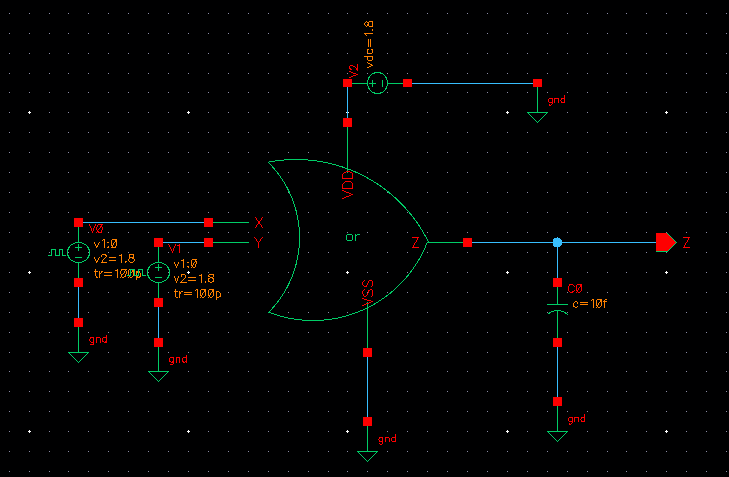 vdc=1.8
V2
gnd
VDD
X
V0
v1:0
v2=1.8
tr=100p
Y
V1
v1:0
v2=1.8
tr=100p
or
Z
Z
VSS
C0
c=10f
gnd
gnd
gnd
gnd